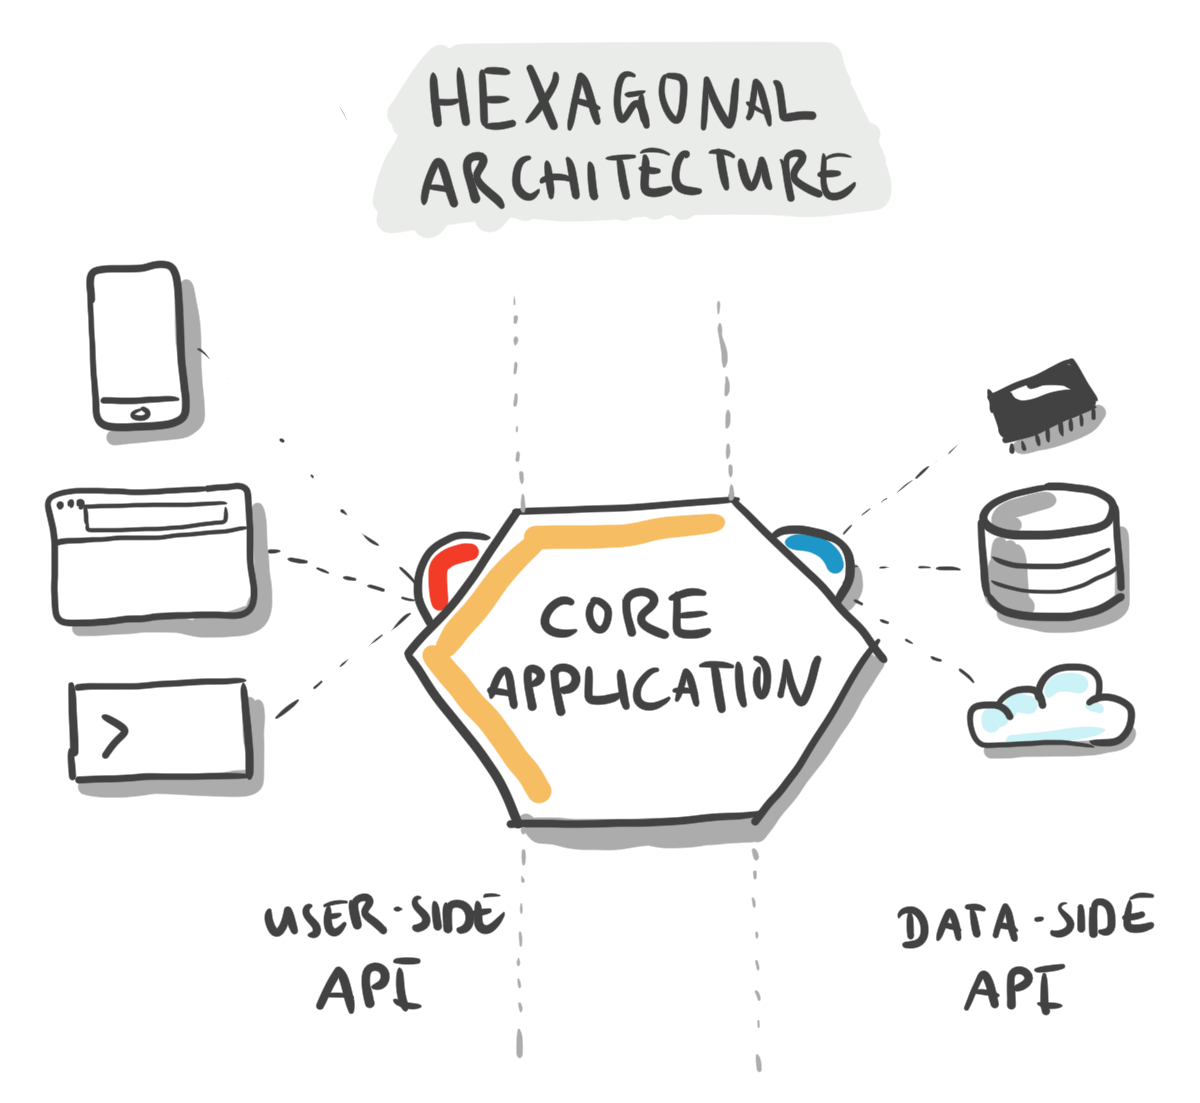 HEXAGONAL
ARCHITECTURE
>
CORE
APPLICATION
USER-SIDE
API
DATA-SIDE
API